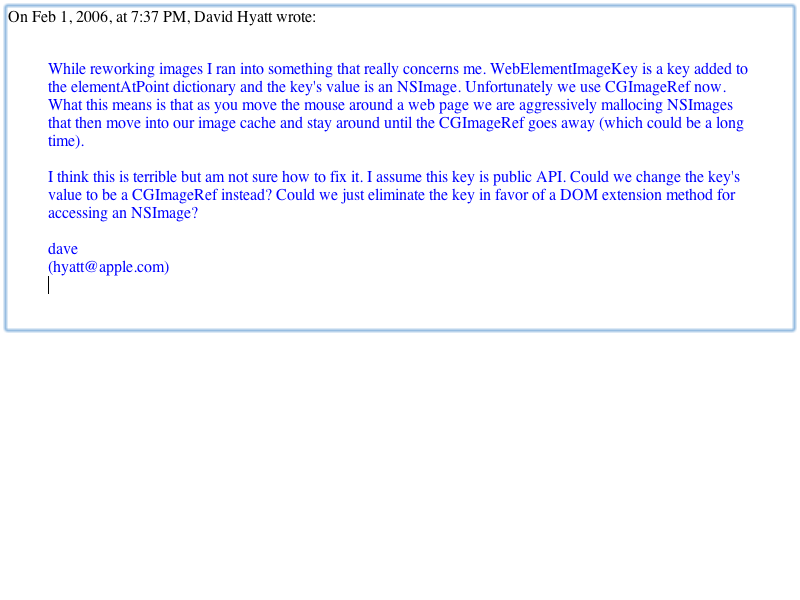 On Feb 1, 2006, at 7:37 PM, David Hyatt wrote:
While reworking images I ran into something that really concerns me. WebElementImageKey is a key added to
the elementAtPoint dictionary and the key's value is an NSImage. Unfortunately we use CGImageRef now.
What this means is that as you move the mouse around a web page we are aggressively mallocing NSImages
that then move into our image cache and stay around until the CGImageRef goes away (which could be a long
time).
I think this is terrible but am not sure how to fix it. I assume this key is public API. Could we change the key's
value to be a CGImageRef instead? Could we just eliminate the key in favor of a DOM extension method for
accessing an NSImage?
dave
(hyatt@apple.com)